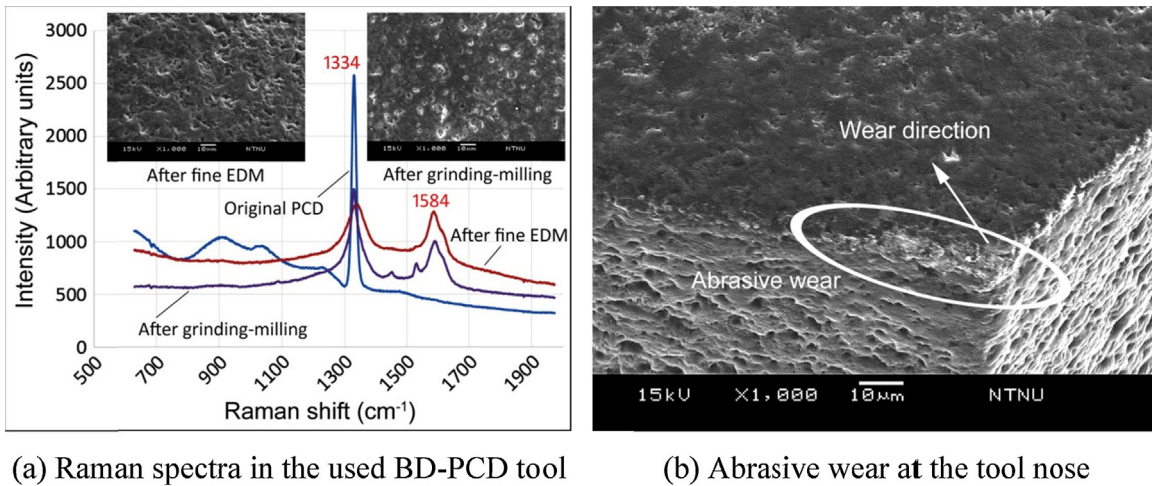 (a)
3000
2500
2000
1500
1000
500
0
Intensity (Arbitrary units)
15kV X1,000 10μm NTNU
After fine EDM
15kV X1,000 10μm NTNU
After grinding-milling
1334
Original PCD
1584
After fine EDM
After grinding-milling
500 700 900 1100 1300 1500 1700 1900
Raman shift (cm⁻¹)
(b)
Wear direction
Abrasive wear
15kV X1,000 10μm NTNU
(a) Raman spectra in the used BD-PCD tool
(b) Abrasive wear at the tool nose